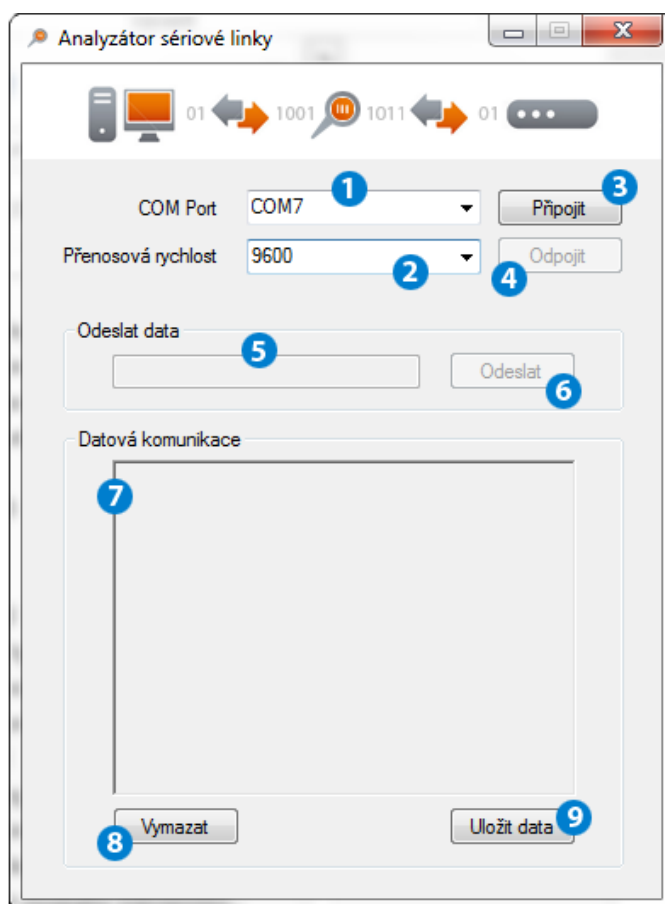 Analyzátor sériové linky
01 1001 1011 01
1
3
COM Port COM7 Připojit
Přenosová rychlost 9600 Odpojit
2
4
Odeslat data
5
Odeslat
6
Datová komunikace
7
Vymazat Uložit data
8
9